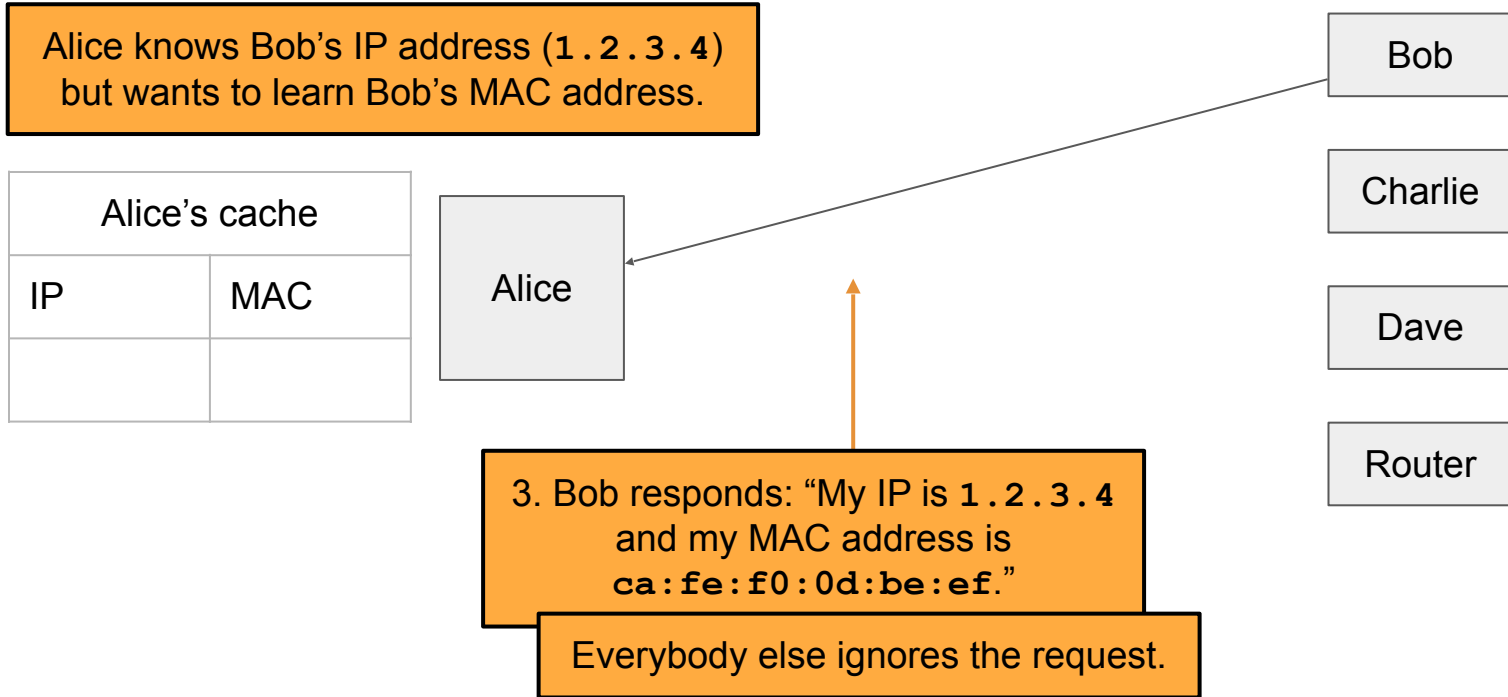 Alice knows Bob’s IP address (1.2.3.4)
but wants to learn Bob’s MAC address.
Bob
Charlie
Dave
Router
Alice’s cache
IP MAC
Alice
3. Bob responds: “My IP is 1.2.3.4
and my MAC address is
ca:fe:f0:0d:be:ef.”
Everybody else ignores the request.